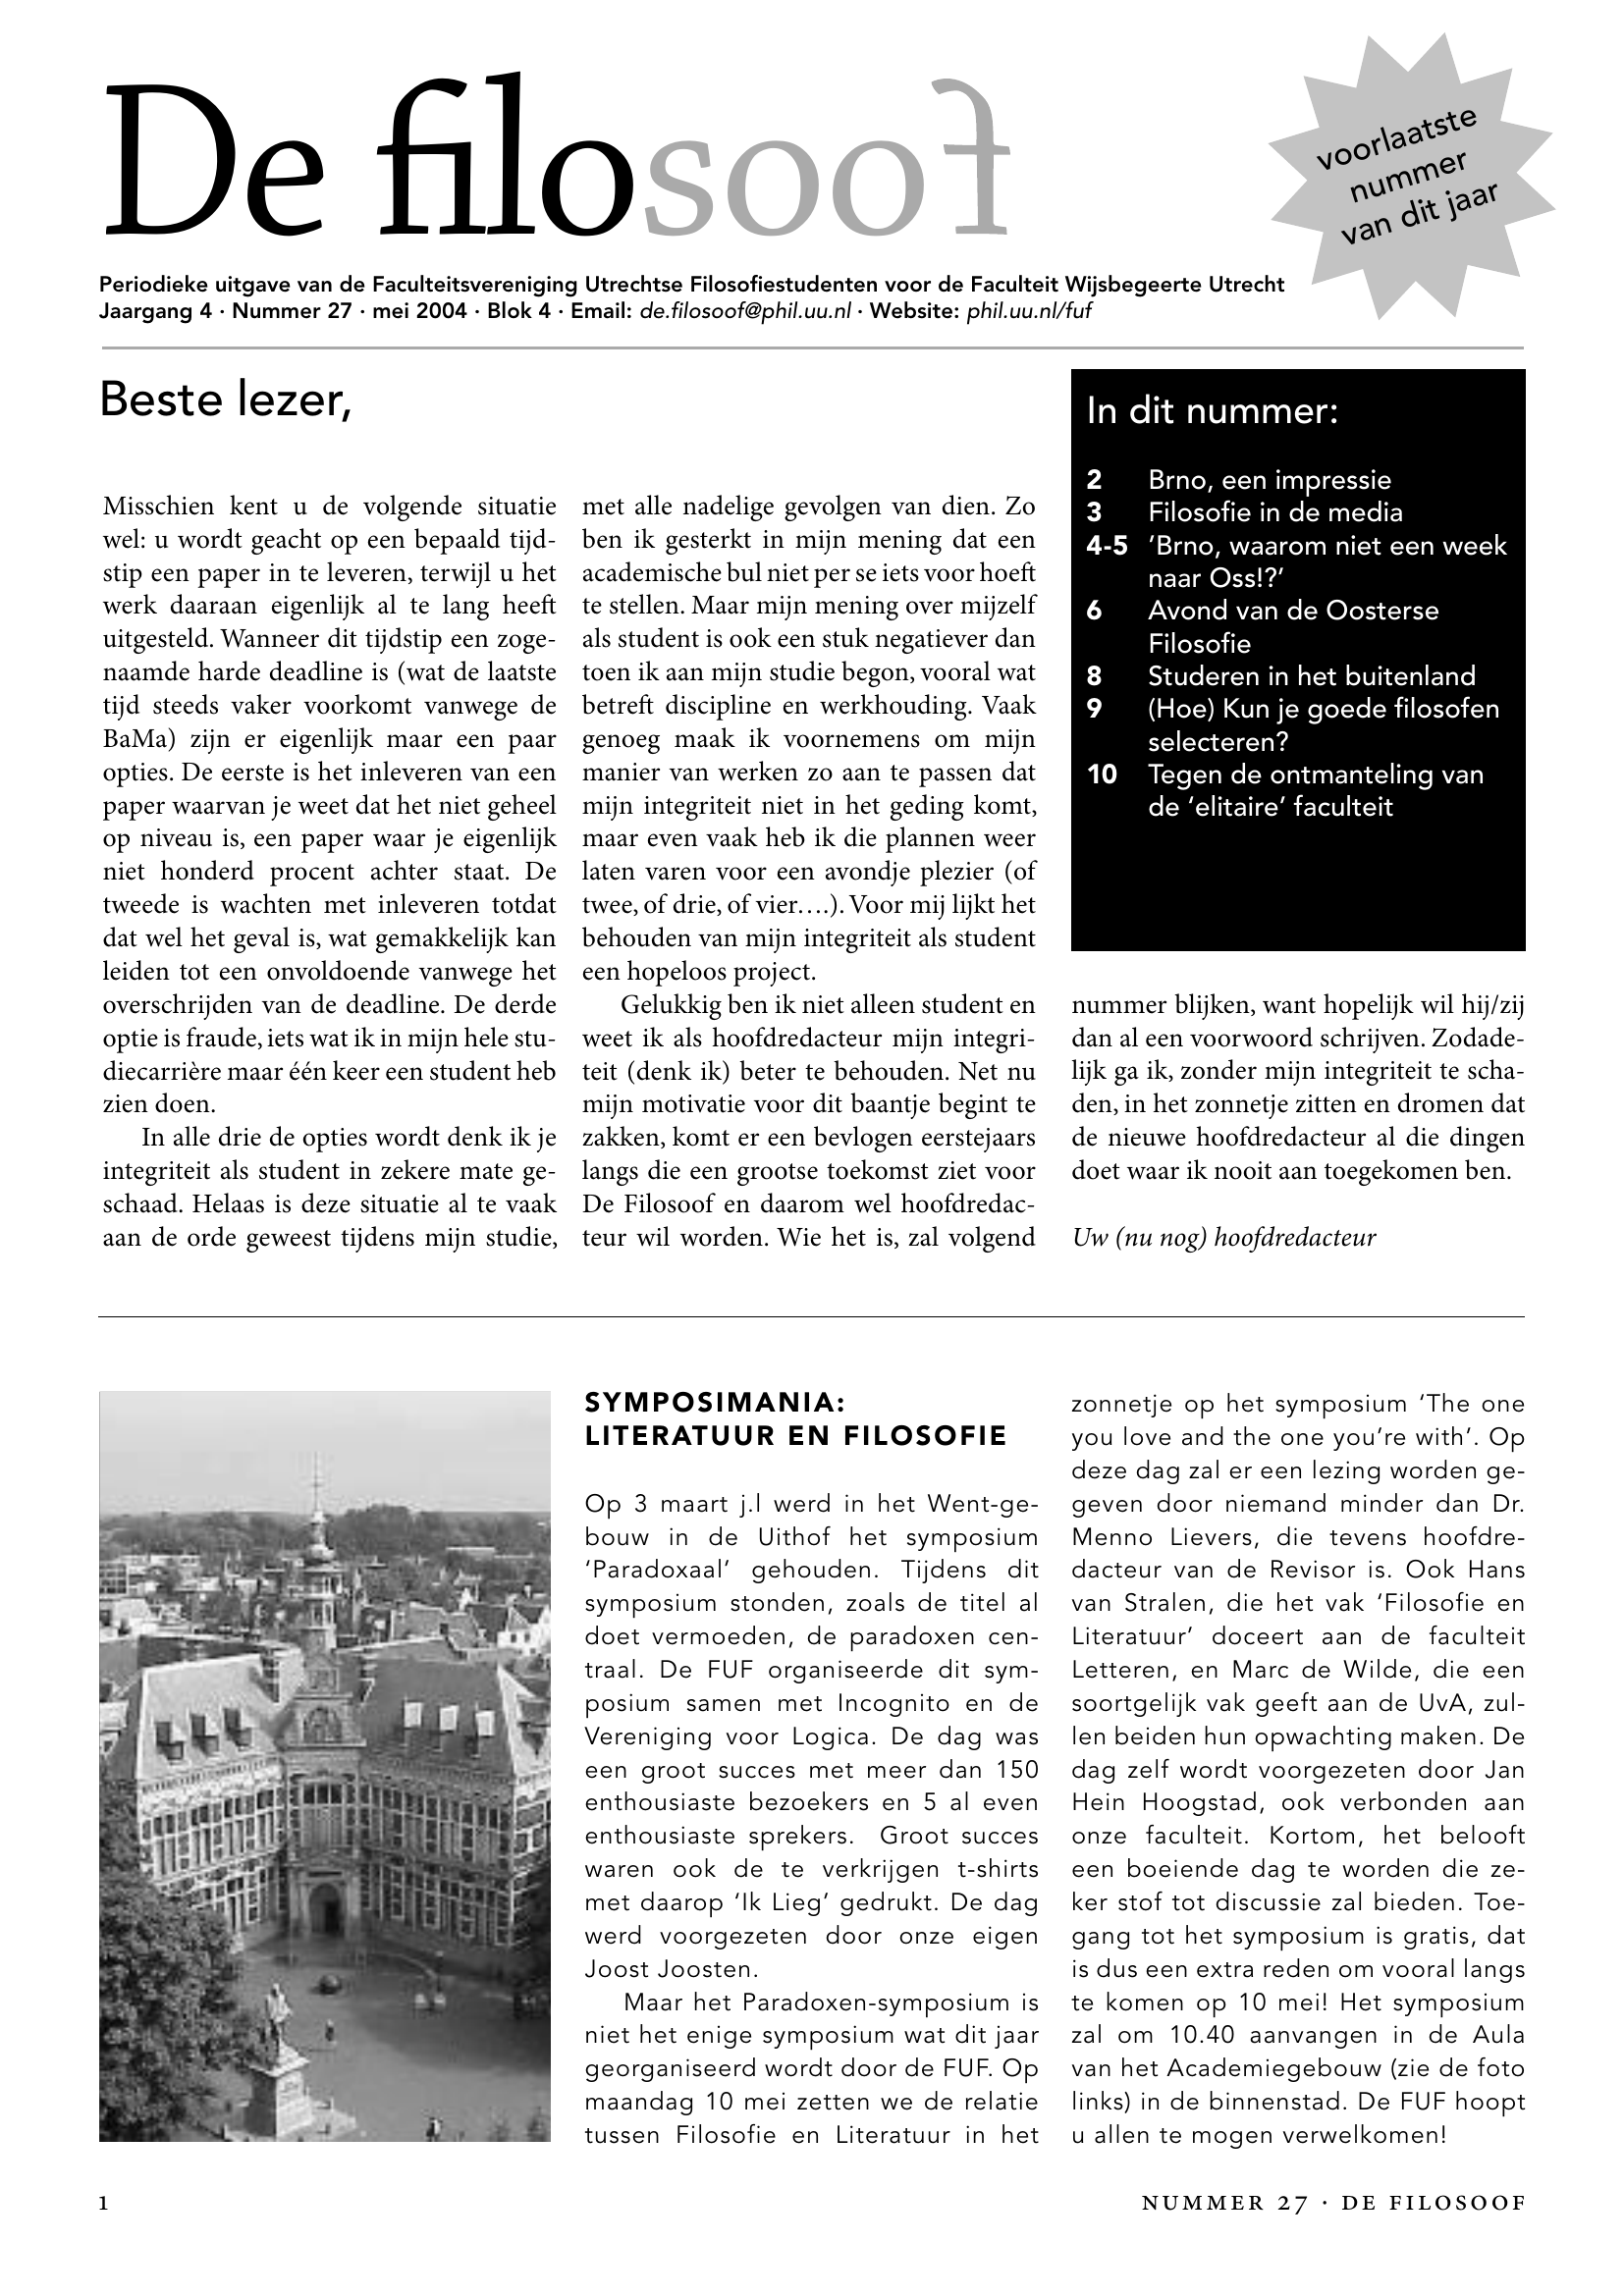 De filosoof
voorlaatste
nummer
van dit jaar
Periodieke uitgave van de Faculteitsvereniging Utrechtse Filosofiestudenten voor de Faculteit Wijsbegeerte Utrecht
Jaargang 4 · Nummer 27 · mei 2004 · Blok 4 · Email: de.filosoof@phil.uu.nl · Website: phil.uu.nl/fuf
Beste lezer,
Misschien kent u de volgende situatie
wel: u wordt geacht op een bepaald tijd-
stip een paper in te leveren, terwijl u het
werk daaraan eigenlijk al te lang heeft
uitgesteld. Wanneer dit tijdstip een zoge-
naamde harde deadline is (wat de laatste
tijd steeds vaker voorkomt vanwege de
BaMa) zijn er eigenlijk maar een paar
opties. De eerste is het inleveren van een
paper waarvan je weet dat het niet geheel
op niveau is, een paper waar je eigenlijk
niet honderd procent achter staat. De
tweede is wachten met inleveren totdat
dat wel het geval is, wat gemakkelijk kan
leiden tot een onvoldoende vanwege het
overschrijden van de deadline. De derde
optie is fraude, iets wat ik in mijn hele stu-
diecarrière maar één keer een student heb
zien doen.
In alle drie de opties wordt denk ik je
integriteit als student in zekere mate ge-
schaad. Helaas is deze situatie al te vaak
aan de orde geweest tijdens mijn studie,
met alle nadelige gevolgen van dien. Zo
ben ik gesterkt in mijn mening dat een
academische bul niet per se iets voor hoeft
te stellen. Maar mijn mening over mijzelf
als student is ook een stuk negatiever dan
toen ik aan mijn studie begon, vooral wat
betreft discipline en werkhouding. Vaak
genoeg maak ik voornemens om mijn
manier van werken zo aan te passen dat
mijn integriteit niet in het geding komt,
maar even vaak heb ik die plannen weer
laten varen voor een avondje plezier (of
twee, of drie, of vier….). Voor mij lijkt het
behouden van mijn integriteit als student
een hopeloos project.
Gelukkig ben ik niet alleen student en
weet ik als hoofdredacteur mijn integri-
teit (denk ik) beter te behouden. Net nu
mijn motivatie voor dit baantje begint te
zakken, komt er een bevlogen eerstejaars
langs die een grootse toekomst ziet voor
De Filosoof en daarom wel hoofdredac-
teur wil worden. Wie het is, zal volgend
In dit nummer:
2 Brno, een impressie
3 Filosofie in de media
4-5 ’Brno, waarom niet een week
naar Oss!?’
6 Avond van de Oosterse
Filosofie
8 Studeren in het buitenland
9 (Hoe) Kun je goede filosofen
selecteren?
10 Tegen de ontmanteling van
de ‘elitaire’ faculteit
nummer blijken, want hopelijk wil hij/zij
dan al een voorwoord schrijven. Zodade-
lijk ga ik, zonder mijn integriteit te scha-
den, in het zonnetje zitten en dromen dat
de nieuwe hoofdredacteur al die dingen
doet waar ik nooit aan toegekomen ben.
Uw (nu nog) hoofdredacteur
SYMPOSIMANIA:
LITERATUUR EN FILOSOFIE
Op 3 maart j.l werd in het Went-ge-
bouw in de Uithof het symposium
‘Paradoxaal’ gehouden. Tijdens dit
symposium stonden, zoals de titel al
doet vermoeden, de paradoxen cen-
traal. De FUF organiseerde dit sym-
posium samen met Incognito en de
Vereniging voor Logica. De dag was
een groot succes met meer dan 150
enthousiaste bezoekers en 5 al even
enthousiaste sprekers.  Groot succes
waren ook de te verkrijgen t-shirts
met daarop ‘Ik Lieg’ gedrukt. De dag
werd voorgezeten door onze eigen
Joost Joosten.
Maar het Paradoxen-symposium is
niet het enige symposium wat dit jaar
georganiseerd wordt door de FUF. Op
maandag 10 mei zetten we de relatie
tussen Filosofie en Literatuur in het
zonnetje op het symposium ‘The one
you love and the one you’re with’. Op
deze dag zal er een lezing worden ge-
geven door niemand minder dan Dr.
Menno Lievers, die tevens hoofdre-
dacteur van de Revisor is. Ook Hans
van Stralen, die het vak ‘Filosofie en
Literatuur’ doceert aan de faculteit
Letteren, en Marc de Wilde, die een
soortgelijk vak geeft aan de UvA, zul-
len beiden hun opwachting maken. De
dag zelf wordt voorgezeten door Jan
Hein Hoogstad, ook verbonden aan
onze faculteit. Kortom, het belooft
een boeiende dag te worden die ze-
ker stof tot discussie zal bieden. Toe-
gang tot het symposium is gratis, dat
is dus een extra reden om vooral langs
te komen op 10 mei! Het symposium
zal om 10.40 aanvangen in de Aula
van het Academiegebouw (zie de foto
links) in de binnenstad. De FUF hoopt
u allen te mogen verwelkomen!
1
NUMMER 27 · DE FILOSOOF